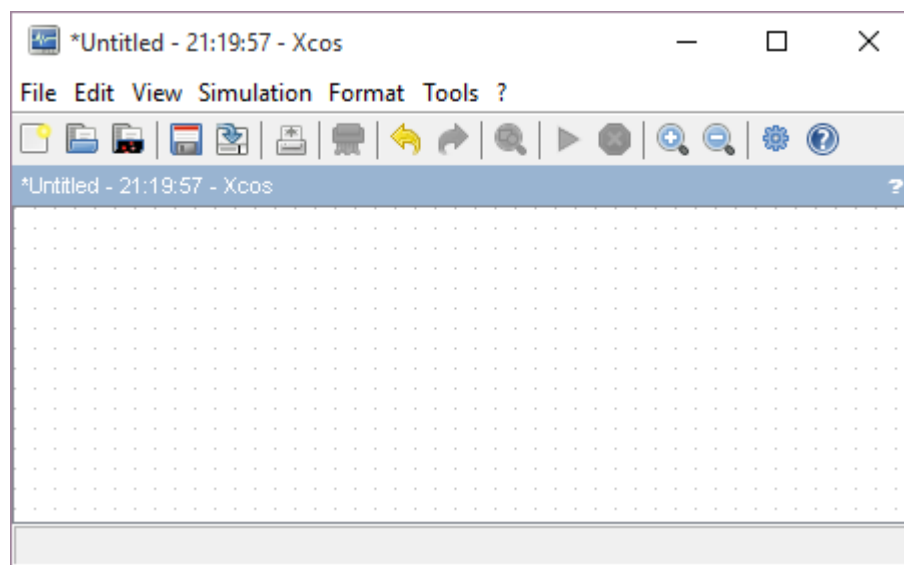 *Untitled - 21:19:57 - Xcos
File Edit View Simulation Format Tools ?
*Untitled - 21:19:57 - Xcos ?